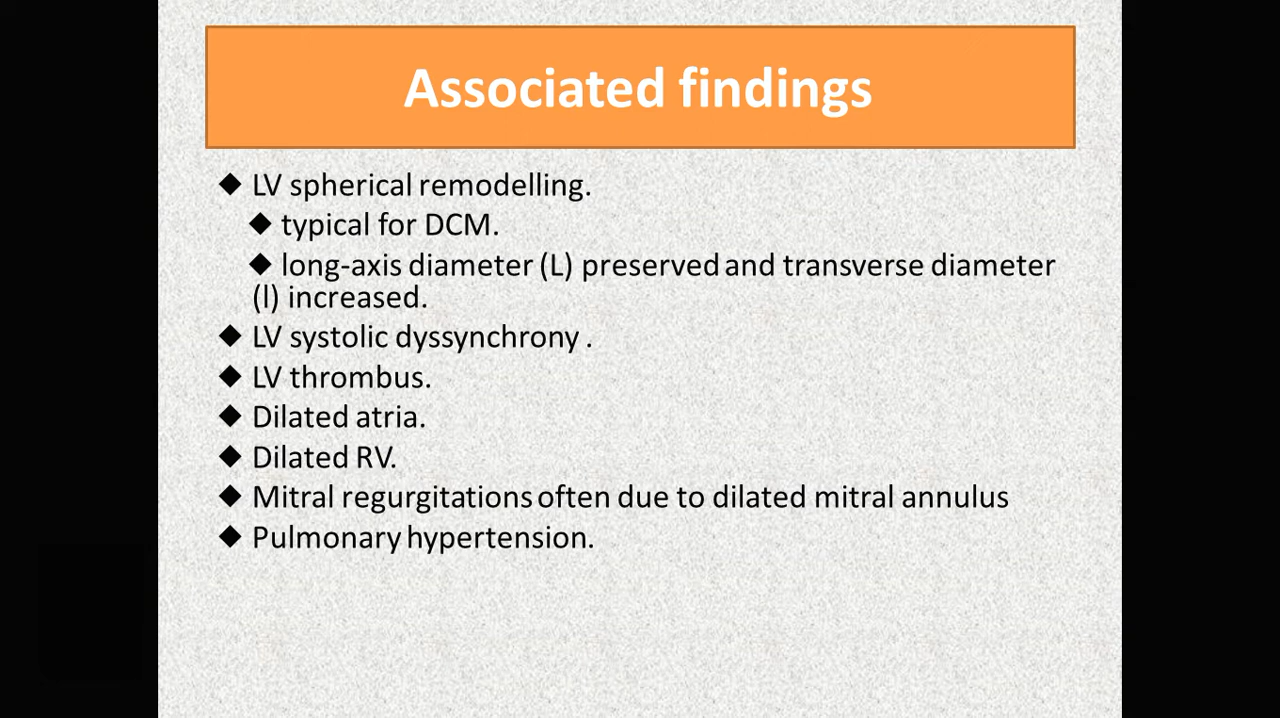 Associated findings
◆ LV spherical remodelling.
◆ typical for DCM.
◆ long-axis diameter (L) preserved and transverse diameter
(l) increased.
◆ LV systolic dyssynchrony .
◆ LV thrombus.
◆ Dilated atria.
◆ Dilated RV.
◆ Mitral regurgitations often due to dilated mitral annulus
◆ Pulmonary hypertension.